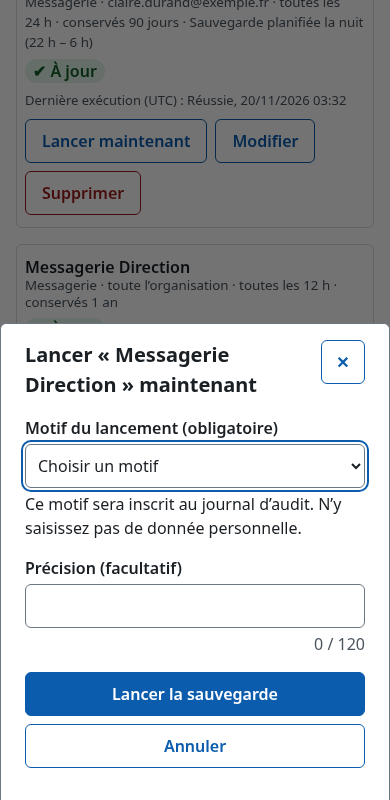 Messagerie · claire.durand@exemple.fr · toutes les
24 h · conservés 90 jours · Sauvegarde planifiée la nuit
(22 h – 6 h)
✔ À jour
Dernière exécution (UTC) : Réussie, 20/11/2026 03:32
Lancer maintenant
Modifier
Supprimer
Messagerie Direction
Messagerie · toute l’organisation · toutes les 12 h ·
conservés 1 an
Lancer « Messagerie
Direction » maintenant
×
Motif du lancement (obligatoire)
Choisir un motif
Ce motif sera inscrit au journal d’audit. N’y
saisissez pas de donnée personnelle.
Précision (facultatif)
0 / 120
Lancer la sauvegarde
Annuler